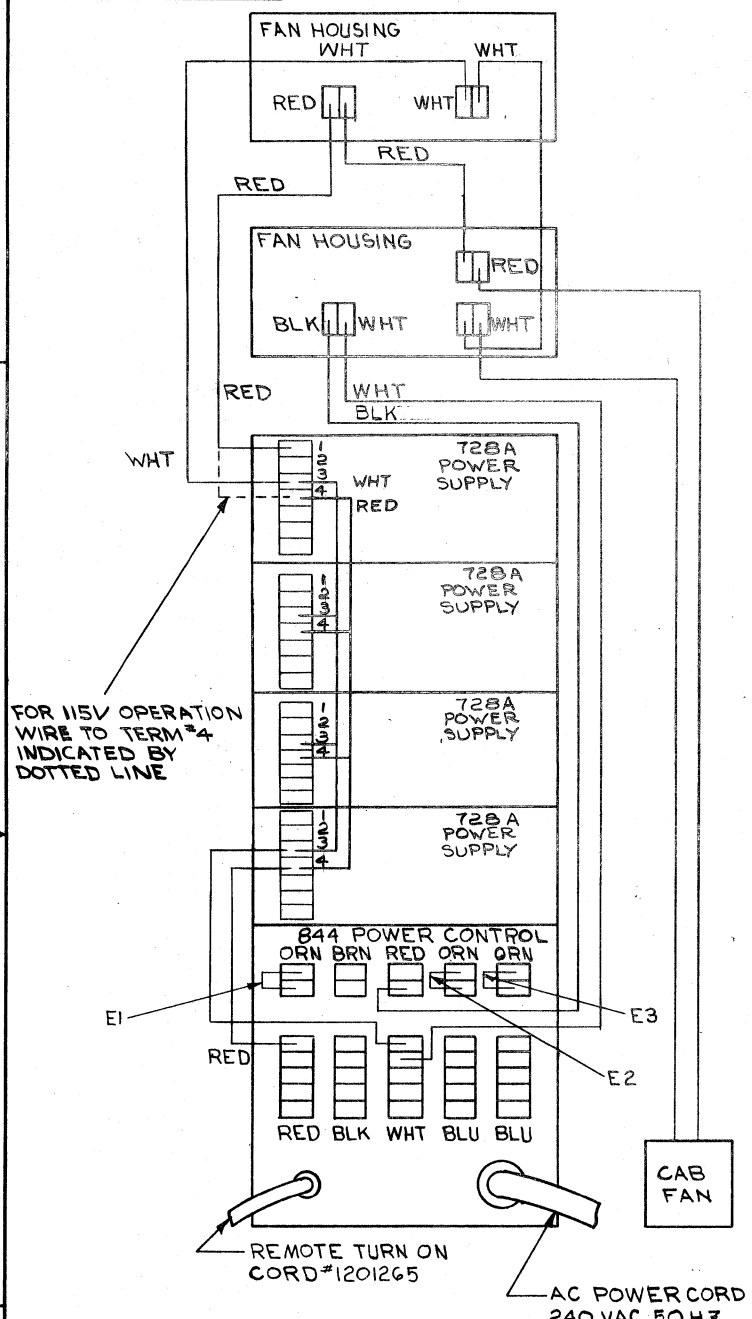 FAN HOUSING
WHT
WHT
RED
WHT
RED
RED
FAN HOUSING
RED
BLK
WHT
WHT
RED
WHT
BLK
WHT
1
2
3
4
WHT
RED
728A
POWER
SUPPLY
1
2
3
4
728A
POWER
SUPPLY
FOR 115V OPERATION
WIRE TO TERM #4
INDICATED BY
DOTTED LINE
1
2
3
4
728A
POWER
SUPPLY
1
2
3
4
728A
POWER
SUPPLY
844 POWER CONTROL
ORN BRN RED ORN ORN
E1
E3
RED
E2
RED BLK WHT BLU BLU
CAB
FAN
REMOTE TURN ON
CORD #1201265
AC POWER CORD
240 VAC 50HZ